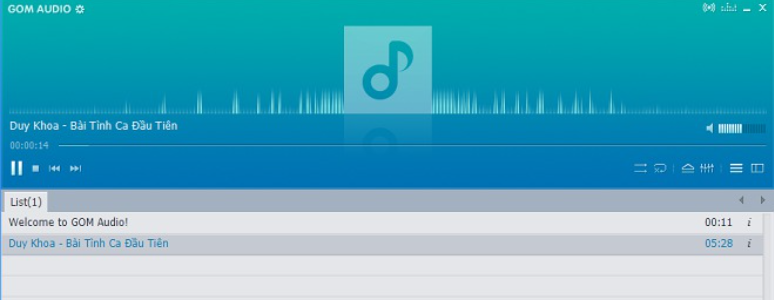 GOM AUDIO
Duy Khoa - Bài Tình Ca Đầu Tiên
00:00:14
List(1)
Welcome to GOM Audio! 00:11 i
Duy Khoa - Bài Tình Ca Đầu Tiên 05:28 i